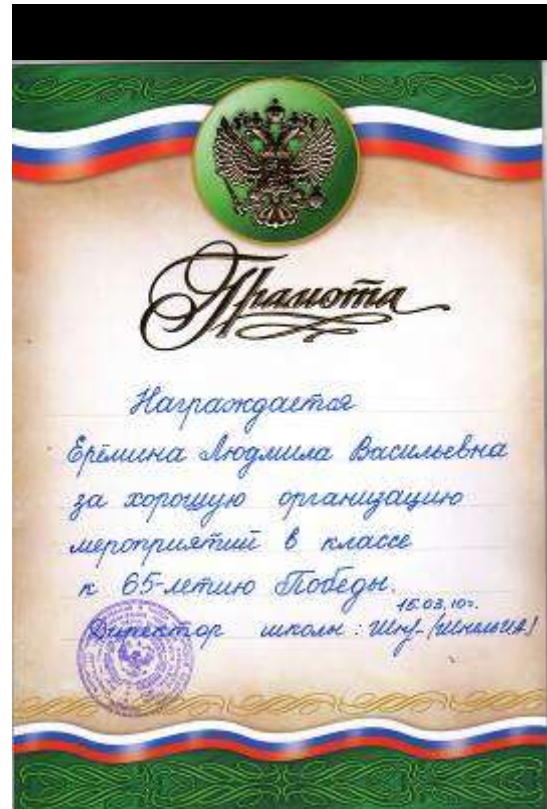 Грамота
Награждается
Ерёмина Людмила Васильевна
за хорошую организацию
мероприятий в классе
к 65-летию Победы.
15.03.10г.
Директор школы: